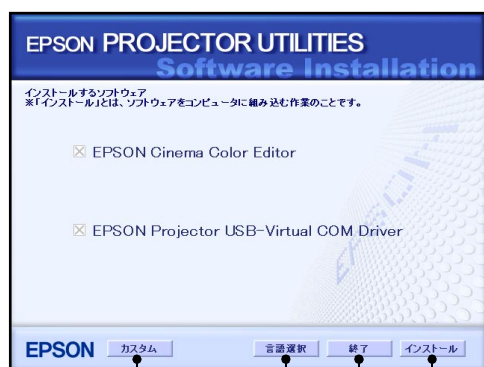 EPSON PROJECTOR UTILITIES
Software Installation
インストールするソフトウェア
※「インストール」とは、ソフトウェアをコンピュータに組み込む作業のことです。
EPSON Cinema Color Editor
EPSON Projector USB-Virtual COM Driver
EPSON
EPSON カスタム 言語選択 終了 インストール